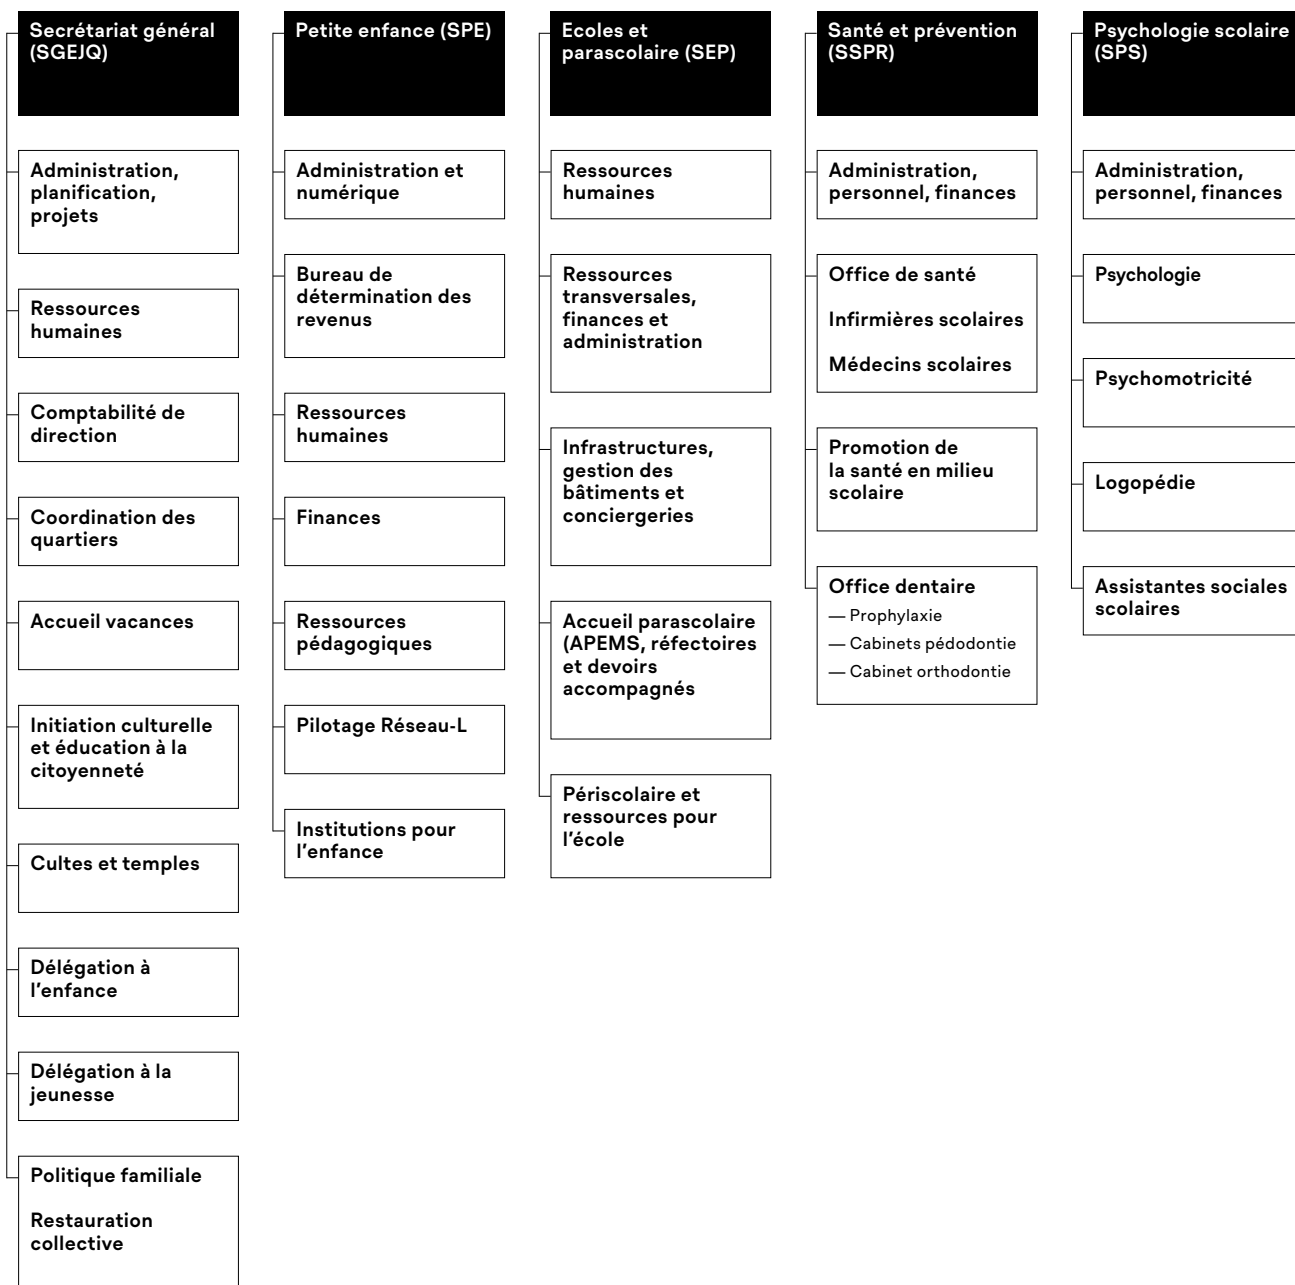 Secrétariat général
(SGEJQ)
Administration,
planification,
projets
Ressources
humaines
Comptabilité de
direction
Coordination des
quartiers
Accueil vacances
Initiation culturelle
et éducation à la
citoyenneté
Cultes et temples
Délégation à
l'enfance
Délégation à la
jeunesse
Politique familiale
Restauration
collective
Petite enfance (SPE)
Administration et
numérique
Bureau de
détermination des
revenus
Ressources
humaines
Finances
Ressources
pédagogiques
Pilotage Réseau-L
Institutions pour
l'enfance
Ecoles et
parascolaire (SEP)
Ressources
humaines
Ressources
transversales,
finances et
administration
Infrastructures,
gestion des
bâtiments et
conciergeries
Accueil parascolaire
(APEMS, réfectoires
et devoirs
accompagnés
Périscolaire et
ressources pour
l'école
Santé et prévention
(SSPR)
Administration,
personnel, finances
Office de santé
Infirmières scolaires
Médecins scolaires
Promotion de
la santé en milieu
scolaire
Office dentaire
— Prophylaxie
— Cabinets pédodontie
— Cabinet orthodontie
Psychologie scolaire
(SPS)
Administration,
personnel, finances
Psychologie
Psychomotricité
Logopédie
Assistantes sociales
scolaires